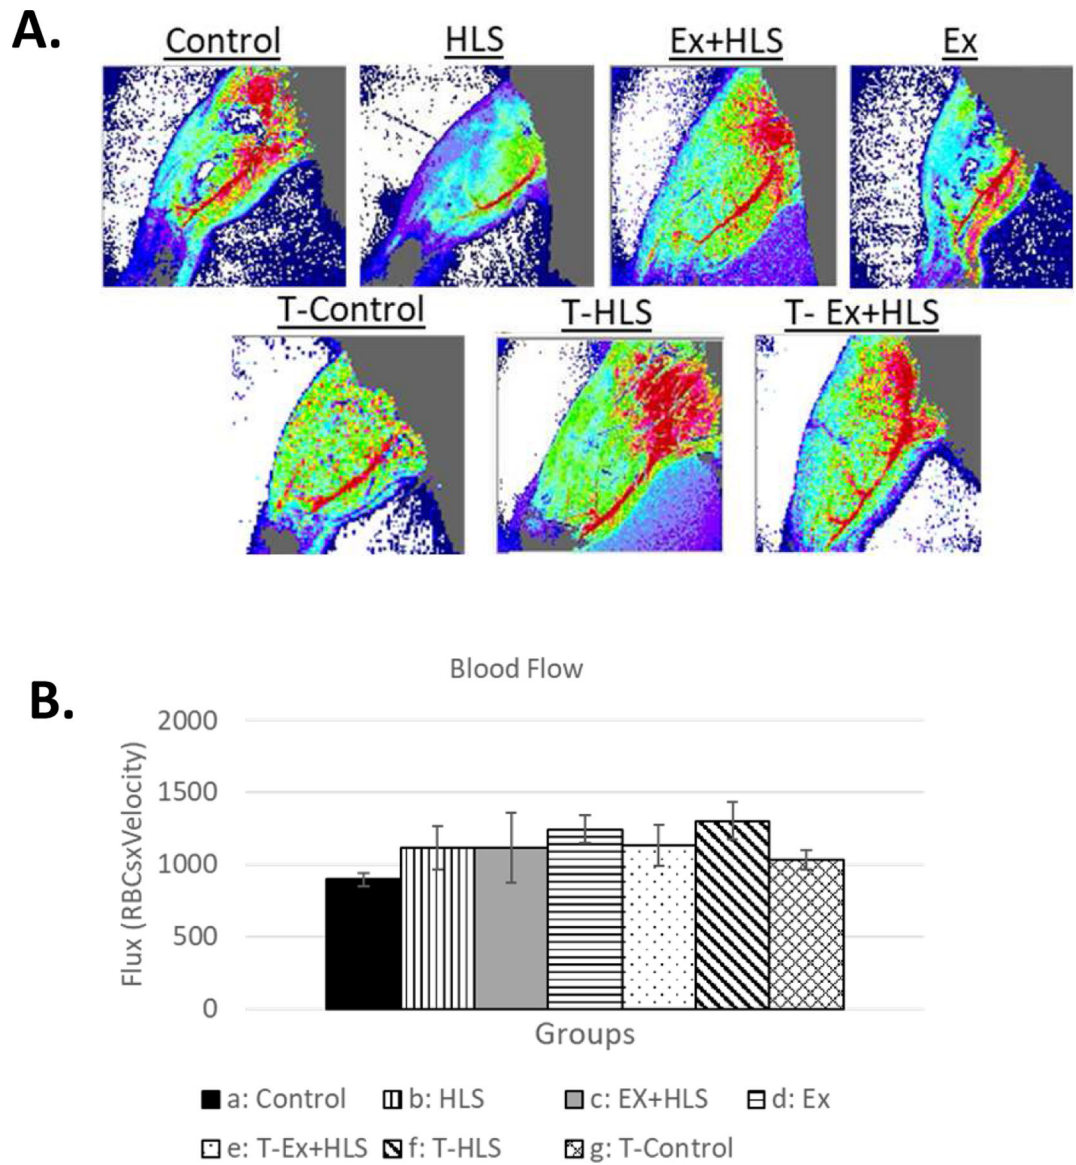 A.
Control HLS Ex+HLS Ex
T-Control T-HLS T- Ex+HLS
Blood Flow
B.
2000
1500
1000
500
0
Flux (RBCsxVelocity)
Groups
a: Control b: HLS c: EX+HLS d: Ex
e: T-Ex+HLS f: T-HLS g: T-Control